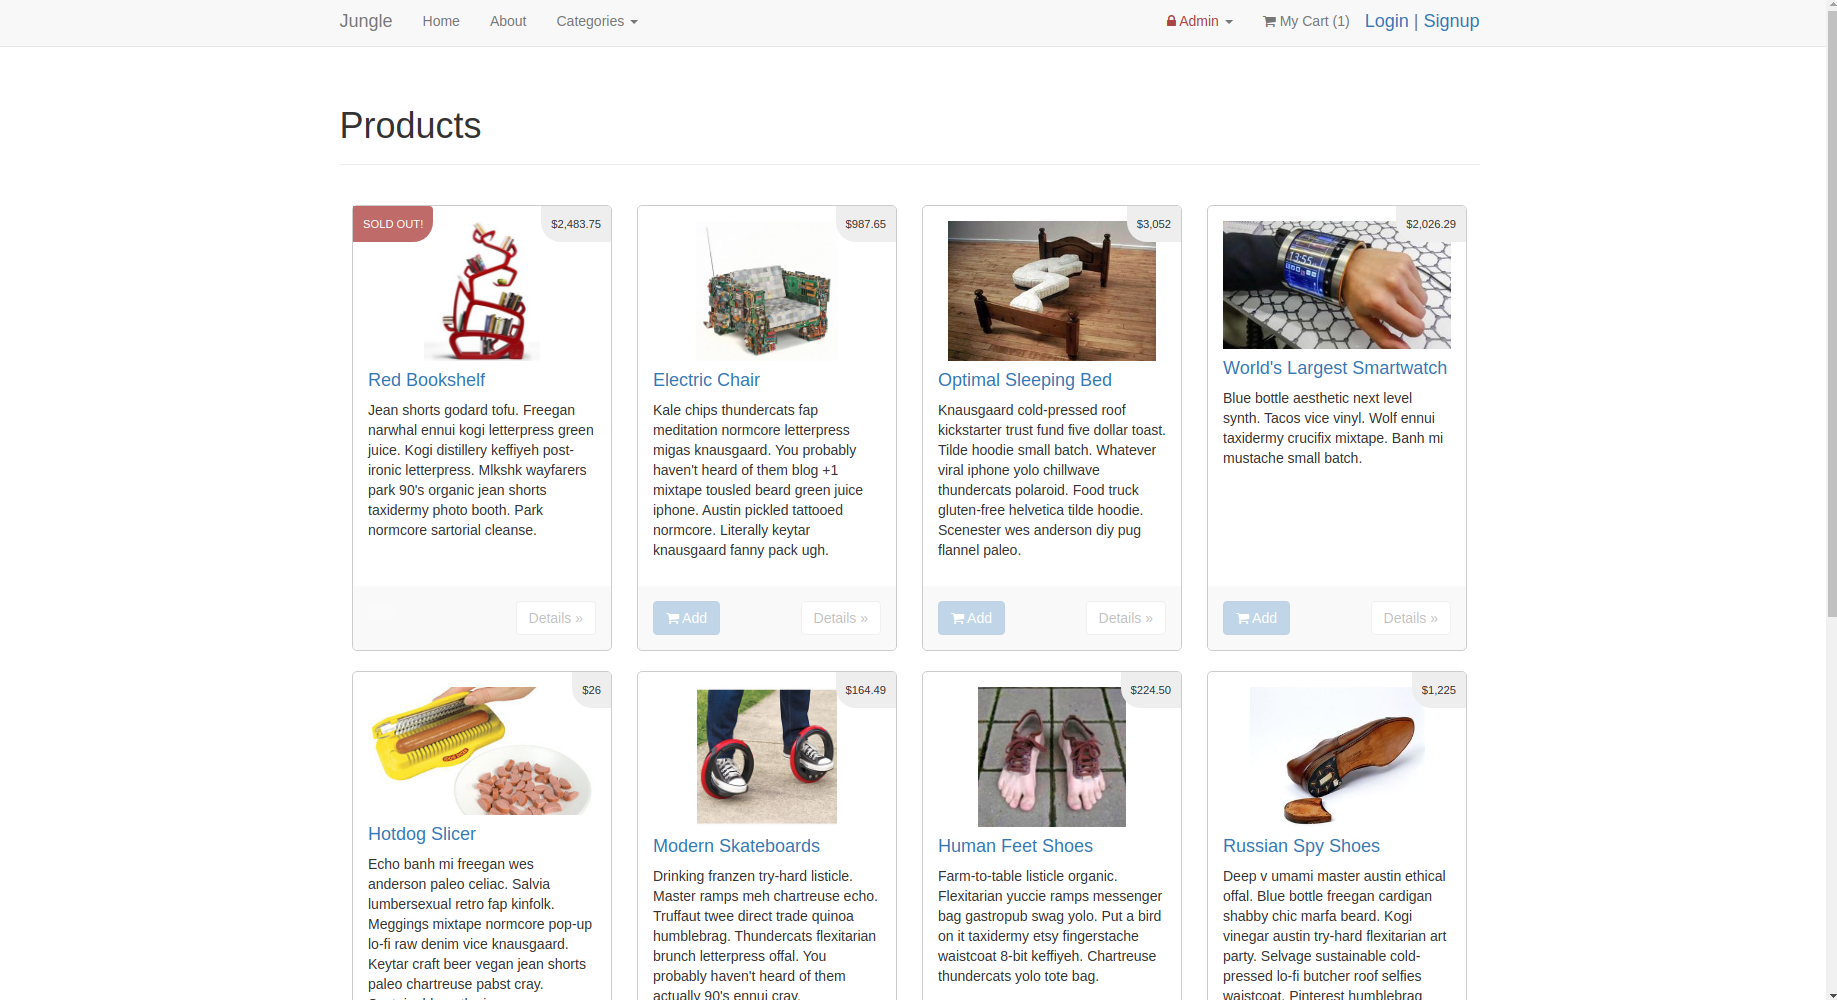 Jungle Home About Categories Admin My Cart (1) Login | Signup
Products
SOLD OUT!
$2,483.75
Red Bookshelf
Jean shorts godard tofu. Freegan
narwhal ennui kogi letterpress green
juice. Kogi distillery keffiyeh post-
ironic letterpress. Mlkshk wayfarers
park 90's organic jean shorts
taxidermy photo booth. Park
normcore sartorial cleanse.
Details »
$987.65
Electric Chair
Kale chips thundercats fap
meditation normcore letterpress
migas knausgaard. You probably
haven't heard of them blog +1
mixtape tousled beard green juice
iphone. Austin pickled tattooed
normcore. Literally keytar
knausgaard fanny pack ugh.
Add Details »
$3,052
Optimal Sleeping Bed
Knausgaard cold-pressed roof
kickstarter trust fund five dollar toast.
Tilde hoodie small batch. Whatever
viral iphone yolo chillwave
thundercats polaroid. Food truck
gluten-free helvetica tilde hoodie.
Scenester wes anderson diy pug
flannel paleo.
Add Details »
$2,026.29
13:55
World's Largest Smartwatch
Blue bottle aesthetic next level
synth. Tacos vice vinyl. Wolf ennui
taxidermy crucifix mixtape. Banh mi
mustache small batch.
Add Details »
$26
Hotdog Slicer
Echo banh mi freegan wes
anderson paleo celiac. Salvia
lumbersexual retro fap kinfolk.
Meggings mixtape normcore pop-up
lo-fi raw denim vice knausgaard.
Keytar craft beer vegan jean shorts
paleo chartreuse pabst cray.
$164.49
Modern Skateboards
Drinking franzen try-hard listicle.
Master ramps meh chartreuse echo.
Truffaut twee direct trade quinoa
humblebrag. Thundercats flexitarian
brunch letterpress offal. You
probably haven't heard of them
actually 90's ennui cray.
$224.50
Human Feet Shoes
Farm-to-table listicle organic.
Flexitarian yuccie ramps messenger
bag gastropub swag yolo. Put a bird
on it taxidermy etsy fingerstache
waistcoat 8-bit keffiyeh. Chartreuse
thundercats yolo tote bag.
$1,225
Russian Spy Shoes
Deep v umami master austin ethical
offal. Blue bottle freegan cardigan
shabby chic marfa beard. Kogi
vinegar austin try-hard flexitarian art
party. Selvage sustainable cold-
pressed lo-fi butcher roof selfies
waistcoat. Pinterest humblebrag